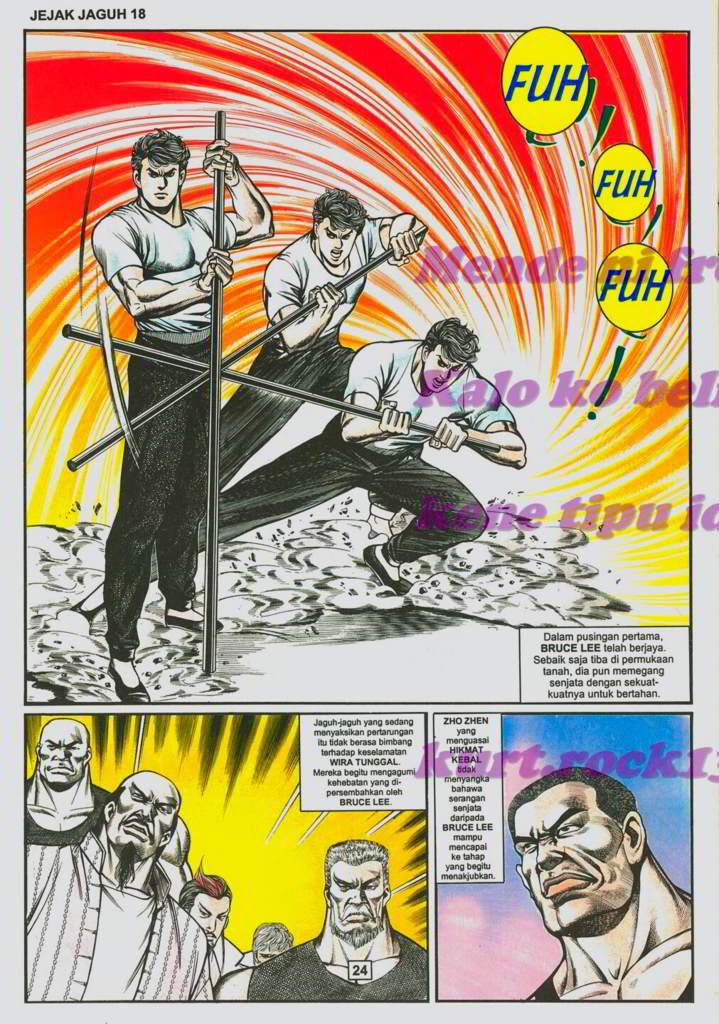 JEJAK JAGUH 18
FUH
!
FUH
!
FUH
!
Mende ni fr
Kalo ko beli
kene tipu id
Dalam pusingan pertama,
BRUCE LEE telah berjaya.
Sebaik saja tiba di permukaan
tanah, dia pun memegang
senjata dengan sekuat-
kuatnya untuk bertahan.
Jaguh-jaguh yang sedang
menyaksikan pertarungan
itu tidak berasa bimbang
terhadap keselamatan
WIRA TUNGGAL.
Mereka begitu mengagumi
kehebatan yang di-
persembahkan oleh
BRUCE LEE.
ZHO ZHEN
yang
menguasai
HIKMAT
KEBAL
tidak
menyangka
bahawa
serangan
senjata
daripada
BRUCE LEE
mampu
mencapai
ke tahap
yang begitu
menakjubkan.
kurt.rock13
24